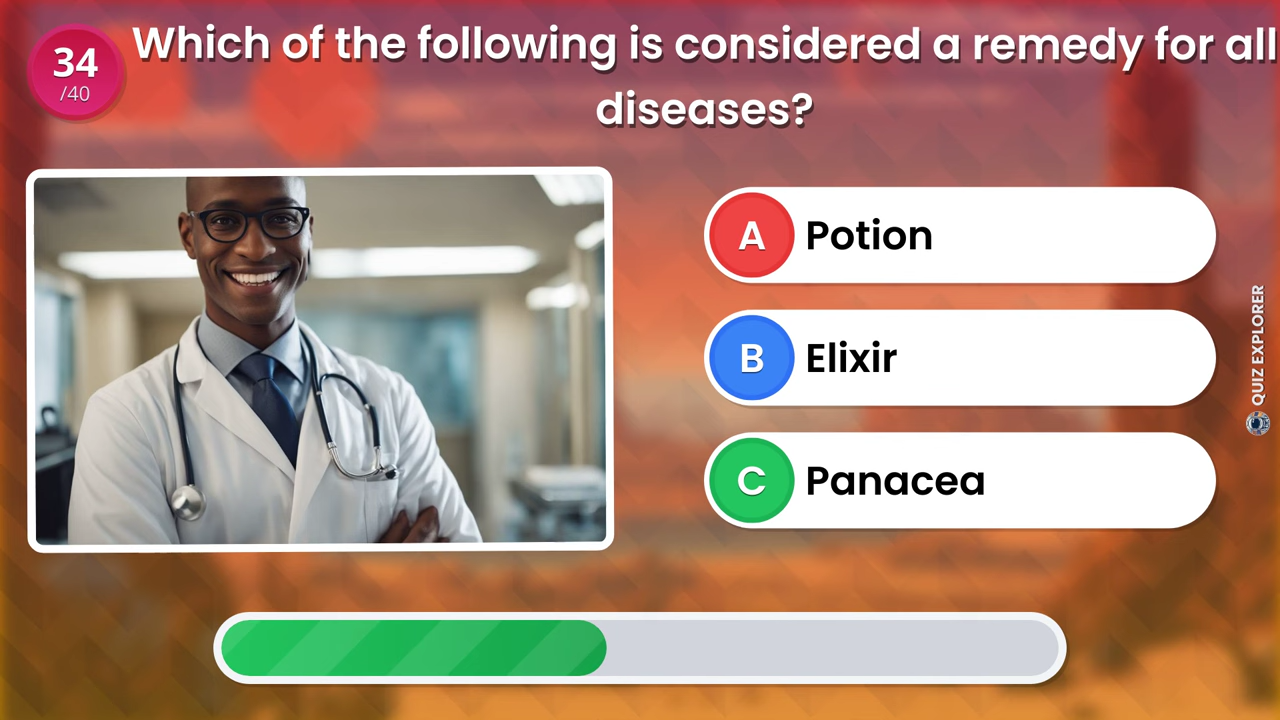 34
/40
Which of the following is considered a remedy for all
diseases?
A Potion
B Elixir
C Panacea
QUIZ EXPLORER